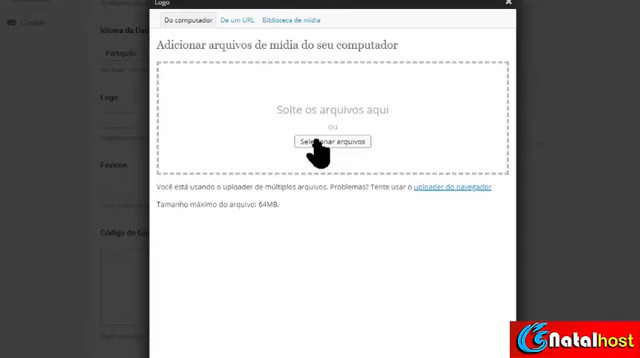 Logo
Do computador
De um URL
Biblioteca de mídia
Adicionar arquivos de mídia do seu computador
Solte os arquivos aqui
ou
Selecionar arquivos
Você está usando o uploader de múltiplos arquivos. Problemas? Tente usar o uploader do navegador
Tamanho máximo do arquivo: 64MB.
Idioma da
Português
Logo
Favicon
Código do
Natalhost